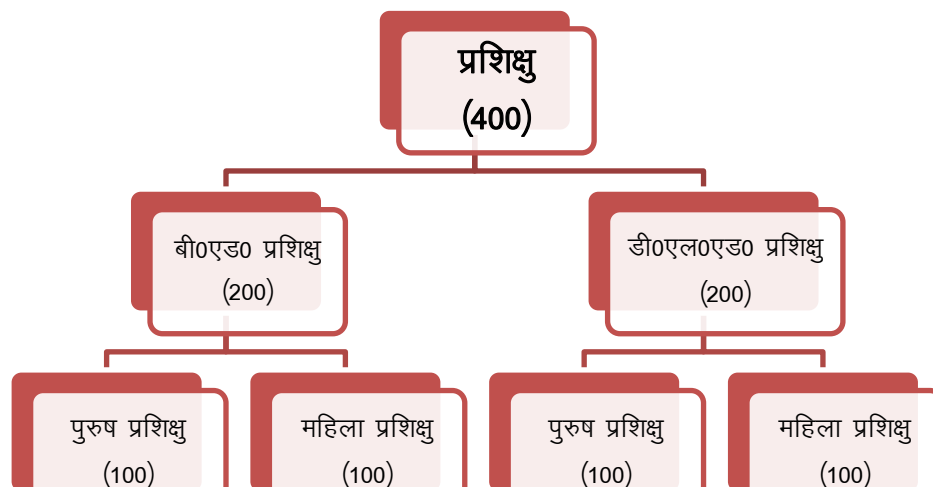 प्रशिक्षु
(400)
बी0एड0 प्रशिक्षु
(200)
डी0एल0एड0 प्रशिक्षु
(200)
पुरुष प्रशिक्षु
(100)
महिला प्रशिक्षु
(100)
पुरुष प्रशिक्षु
(100)
महिला प्रशिक्षु
(100)